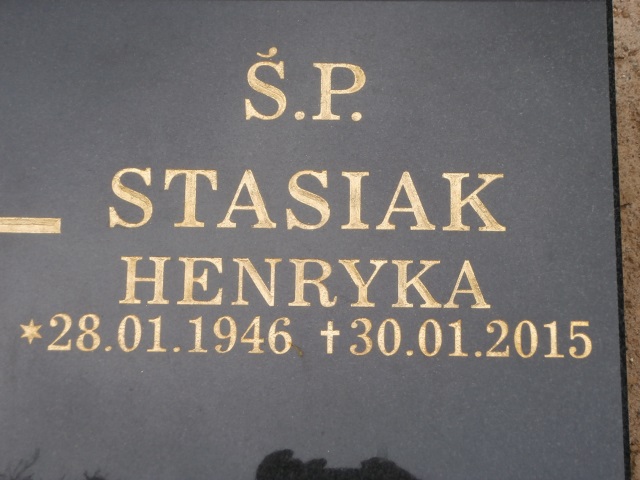 Š.P.
STASIAK
HENRYKA
*28.01.1946 †30.01.2015